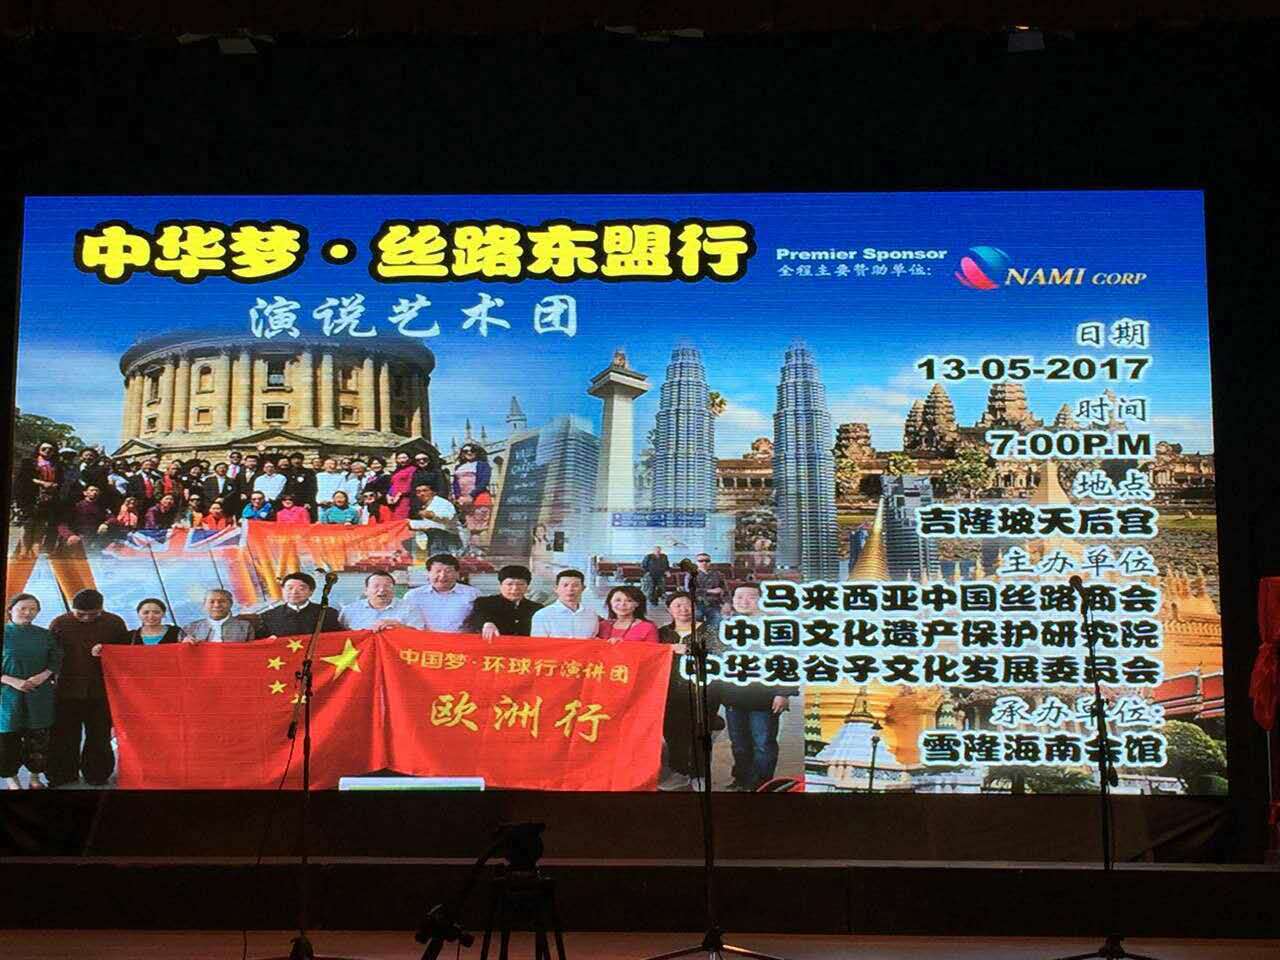 中华梦·丝路东盟行
演说艺术团
Premier Sponsor
全程主要赞助单位:
NAMI CORP
日期
13-05-2017
时间
7:00P.M
地点
吉隆坡天后宫
主办单位
马来西亚中国丝路商会
中国文化遗产保护研究院
中华鬼谷子文化发展委员会
承办单位:
雪隆海南会馆
中国梦·环球行演讲团
欧洲行